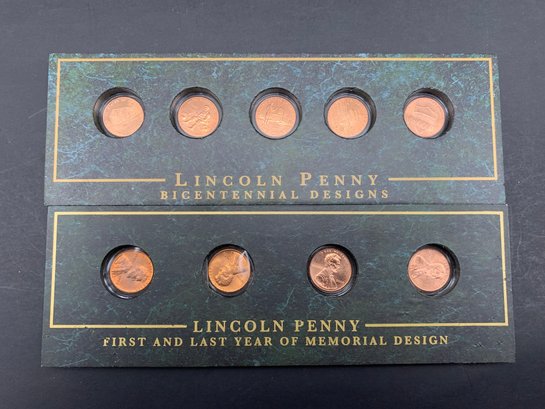 LINCOLN PENNY
BICENTENNIAL DESIGNS
LINCOLN PENNY
FIRST AND LAST YEAR OF MEMORIAL DESIGN